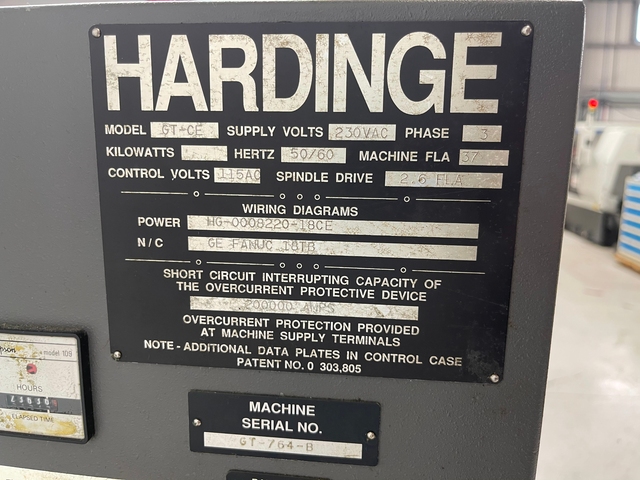 HARDINGE
MODEL GT-CE SUPPLY VOLTS 230VAC PHASE 3
KILOWATTS HERTZ 50/60 MACHINE FLA 37
CONTROL VOLTS 115AC SPINDLE DRIVE 2.6 FLA
WIRING DIAGRAMS
POWER HG-0008220-18CE
N/C GE FANUC 18TB
SHORT CIRCUIT INTERRUPTING CAPACITY OF
THE OVERCURRENT PROTECTIVE DEVICE
200000 AMPS
OVERCURRENT PROTECTION PROVIDED
AT MACHINE SUPPLY TERMINALS
NOTE - ADDITIONAL DATA PLATES IN CONTROL CASE
PATENT NO. 0 303,805
model 109
HOURS
ELAPSED TIME
MACHINE
SERIAL NO.
GT-764-B